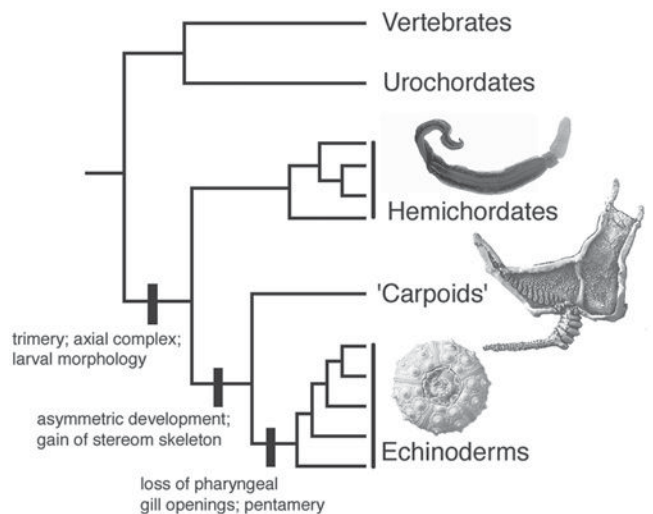 Vertebrates
Urochordates
Hemichordates
'Carpoids'
trimery; axial complex;
larval morphology
asymmetric development;
gain of stereom skeleton
Echinoderms
loss of pharyngeal
gill openings; pentamery